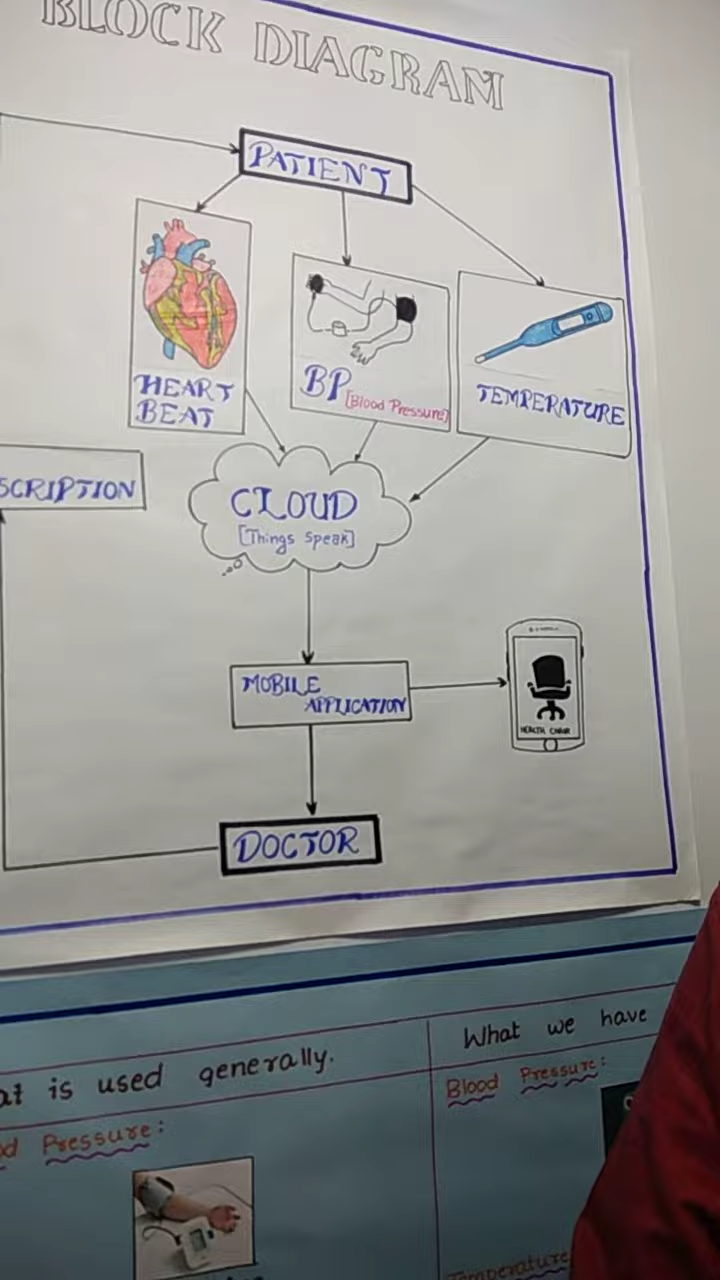 BLOCK DIAGRAM
PATIENT
HEART
BEAT
BP
[Blood Pressure]
TEMPERATURE
SCRIPTION
CLOUD
[Things Speak]
MOBILE
APPLICATION
HEALTH CHAIR
DOCTOR
at is used generally.
What we have
d Pressure:
Blood Pressure:
Temperature